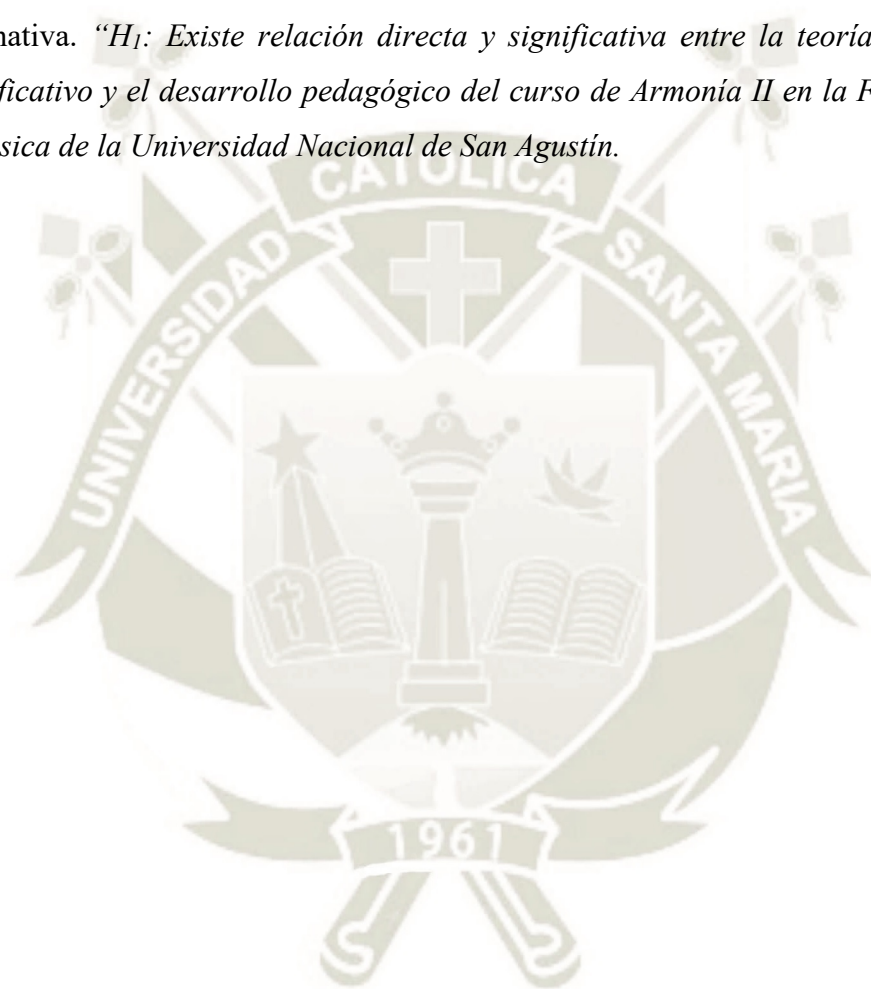 nativa. “H1: Existe relación directa y significativa entre la teoría
ficativo y el desarrollo pedagógico del curso de Armonía II en la F
sica de la Universidad Nacional de San Agustín.
UNIVERSIDAD CATOLICA SANTA MARIA
1961